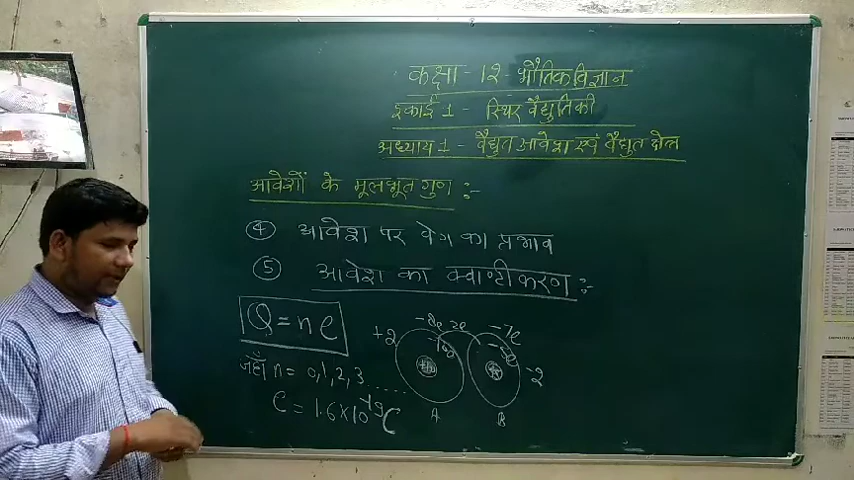 कक्षा - 12 भौतिक विज्ञान
इकाई 1 - स्थिर वैद्युतिकी
अध्याय 1 - वैद्युत आवेश एवं वैद्युत क्षेत्र
आवेशों के मूलभूत गुण :-
④ आवेश पर वेग का प्रभाव
⑤ आवेश का क्वाण्टीकरण :-
Q = ne
जहाँ n = 0,1,2,3 .....
e = 1.6×10⁻¹⁹C
+2 -8e 2e -7e
-2
A B